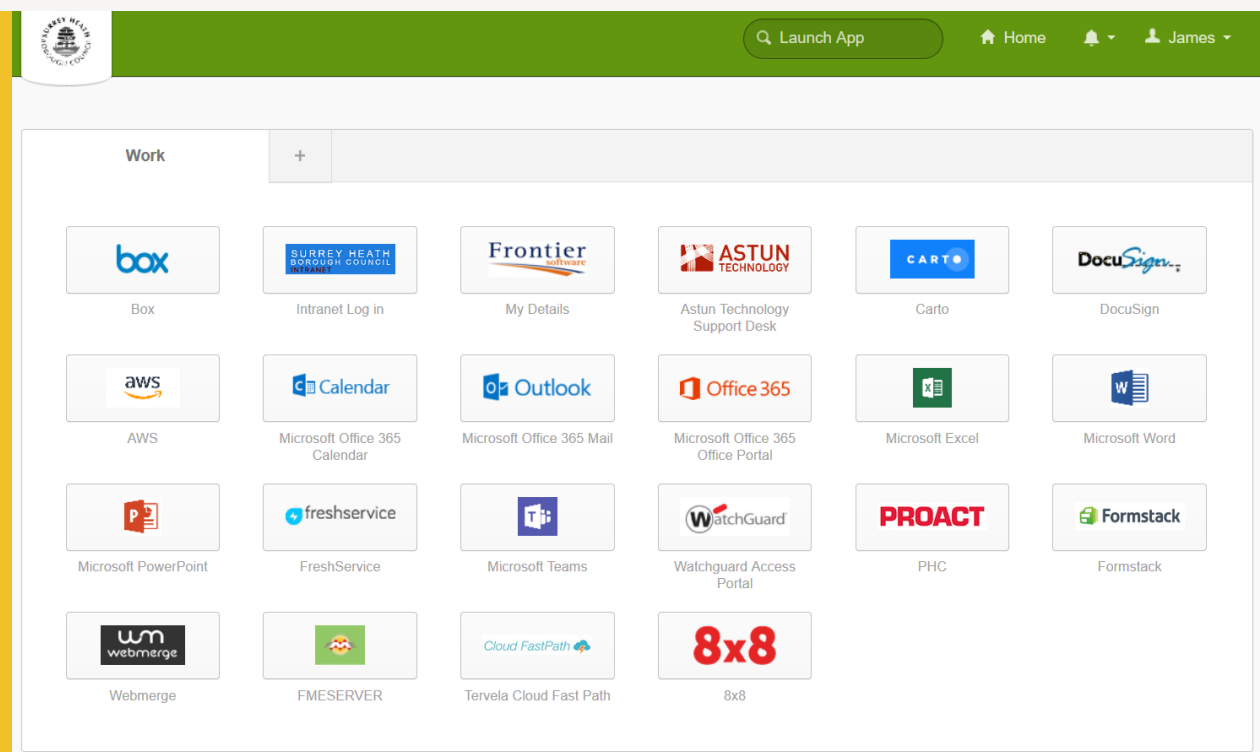 SURREY HEATH
BOROUGH COUNCIL
Launch App
Home
James
Work
+
box
SURREY HEATH
BOROUGH COUNCIL
INTRANET
Frontier
software
ASTUN
TECHNOLOGY
CARTO
DocuSign
Box
Intranet Log in
My Details
Astun Technology
Support Desk
Carto
DocuSign
aws
Calendar
Outlook
Office 365
X
W
AWS
Microsoft Office 365
Calendar
Microsoft Office 365 Mail
Microsoft Office 365
Office Portal
Microsoft Excel
Microsoft Word
P
freshservice
T
WatchGuard
PROACT
Formstack
Microsoft PowerPoint
FreshService
Microsoft Teams
Watchguard Access
Portal
PHC
Formstack
wm
webmerge
Cloud FastPath
8x8
Webmerge
FMESERVER
Tervela Cloud Fast Path
8x8